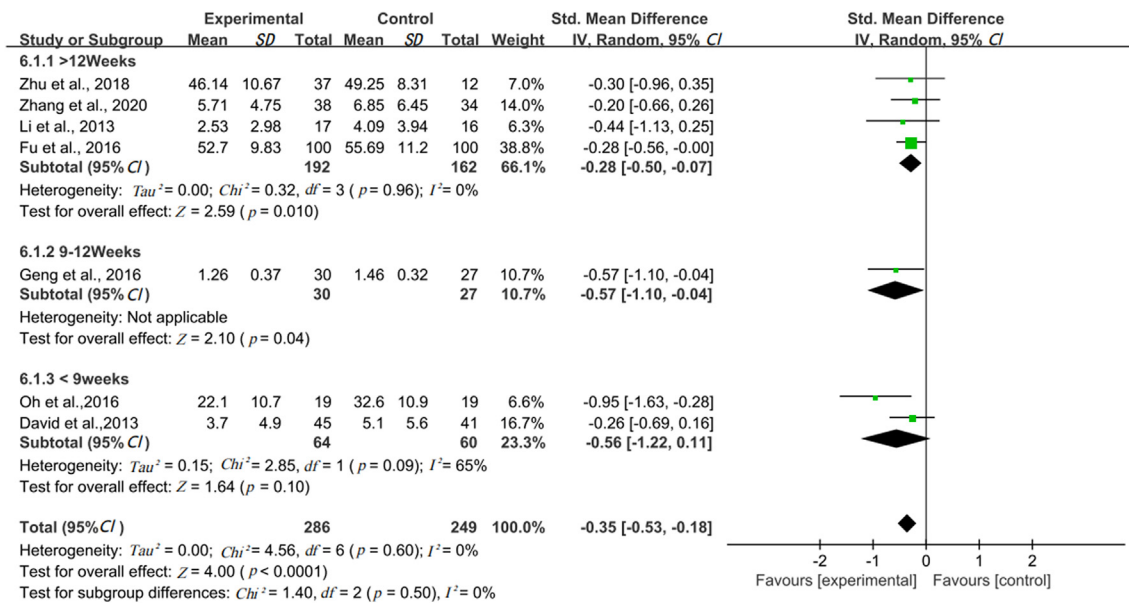 Experimental Control Std. Mean Difference Std. Mean Difference
Study or Subgroup Mean SD Total Mean SD Total Weight IV, Random, 95% CI IV, Random, 95% CI
6.1.1 >12Weeks
Zhu et al., 2018 46.14 10.67 37 49.25 8.31 12 7.0% -0.30 [-0.96, 0.35]
Zhang et al., 2020 5.71 4.75 38 6.85 6.45 34 14.0% -0.20 [-0.66, 0.26]
Li et al., 2013 2.53 2.98 17 4.09 3.94 16 6.3% -0.44 [-1.13, 0.25]
Fu et al., 2016 52.7 9.83 100 55.69 11.2 100 38.8% -0.28 [-0.56, -0.00]
Subtotal (95% CI) 192 162 66.1% -0.28 [-0.50, -0.07]
Heterogeneity: Tau² = 0.00; Chi² = 0.32, df = 3 ( p = 0.96); I² = 0%
Test for overall effect: Z = 2.59 ( p = 0.010)
6.1.2 9-12Weeks
Geng et al., 2016 1.26 0.37 30 1.46 0.32 27 10.7% -0.57 [-1.10, -0.04]
Subtotal (95% CI) 30 27 10.7% -0.57 [-1.10, -0.04]
Heterogeneity: Not applicable
Test for overall effect: Z = 2.10 ( p = 0.04)
6.1.3 < 9weeks
Oh et al.,2016 22.1 10.7 19 32.6 10.9 19 6.6% -0.95 [-1.63, -0.28]
David et al.,2013 3.7 4.9 45 5.1 5.6 41 16.7% -0.26 [-0.69, 0.16]
Subtotal (95% CI) 64 60 23.3% -0.56 [-1.22, 0.11]
Heterogeneity: Tau² = 0.15; Chi² = 2.85, df = 1 ( p = 0.09); I² = 65%
Test for overall effect: Z = 1.64 ( p = 0.10)
Total (95%CI ) 286 249 100.0% -0.35 [-0.53, -0.18]
Heterogeneity: Tau² = 0.00; Chi² = 4.56, df = 6 ( p = 0.60); I² = 0%
Test for overall effect: Z = 4.00 ( p< 0.0001)
Test for subgroup differences: Chi² = 1.40, df = 2 ( p = 0.50), I² = 0%
-2 -1 0 1 2
Favours [experimental] Favours [control]